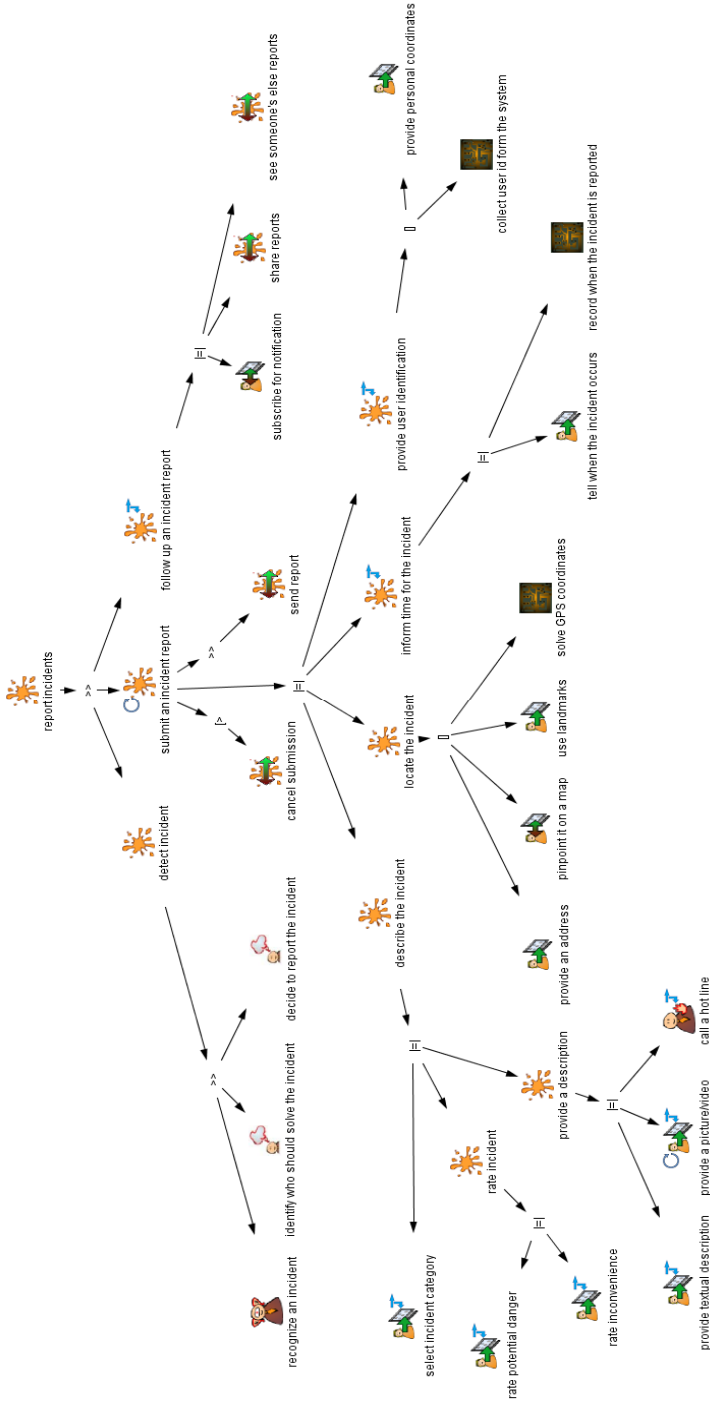 report incidents
>>
detect incident
submit an incident report
follow up an incident report
>>
[>
>>
|=|
recognize an incident
identify who should solve the incident
decide to report the incident
cancel submission
|=|
send report
subscribe for notification
share reports
see someone's else reports
describe the incident
locate the incident
inform time for the incident
provide user identification
|=|
[]
|=|
[]
provide personal coordinates
collect user id form the system
select incident category
rate incident
provide a description
provide an address
pinpoint it on a map
use landmarks
solve GPS coordinates
tell when the incident occurs
record when the incident is reported
|=|
|=|
rate potential danger
rate inconvenience
provide textual description
provide a picture/video
call a hot line